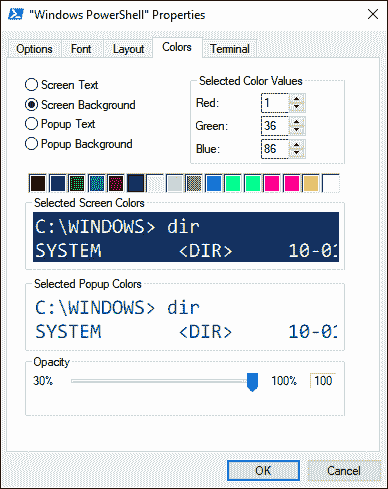 "Windows PowerShell" Properties
Options Font Layout Colors Terminal
Screen Text
Screen Background
Popup Text
Popup Background
Selected Color Values
Red: 1
Green: 36
Blue: 86
Selected Screen Colors
C:\WINDOWS> dir
SYSTEM <DIR> 10-01
Selected Popup Colors
C:\WINDOWS> dir
SYSTEM <DIR> 10-01
Opacity
30% 100% 100
OK Cancel